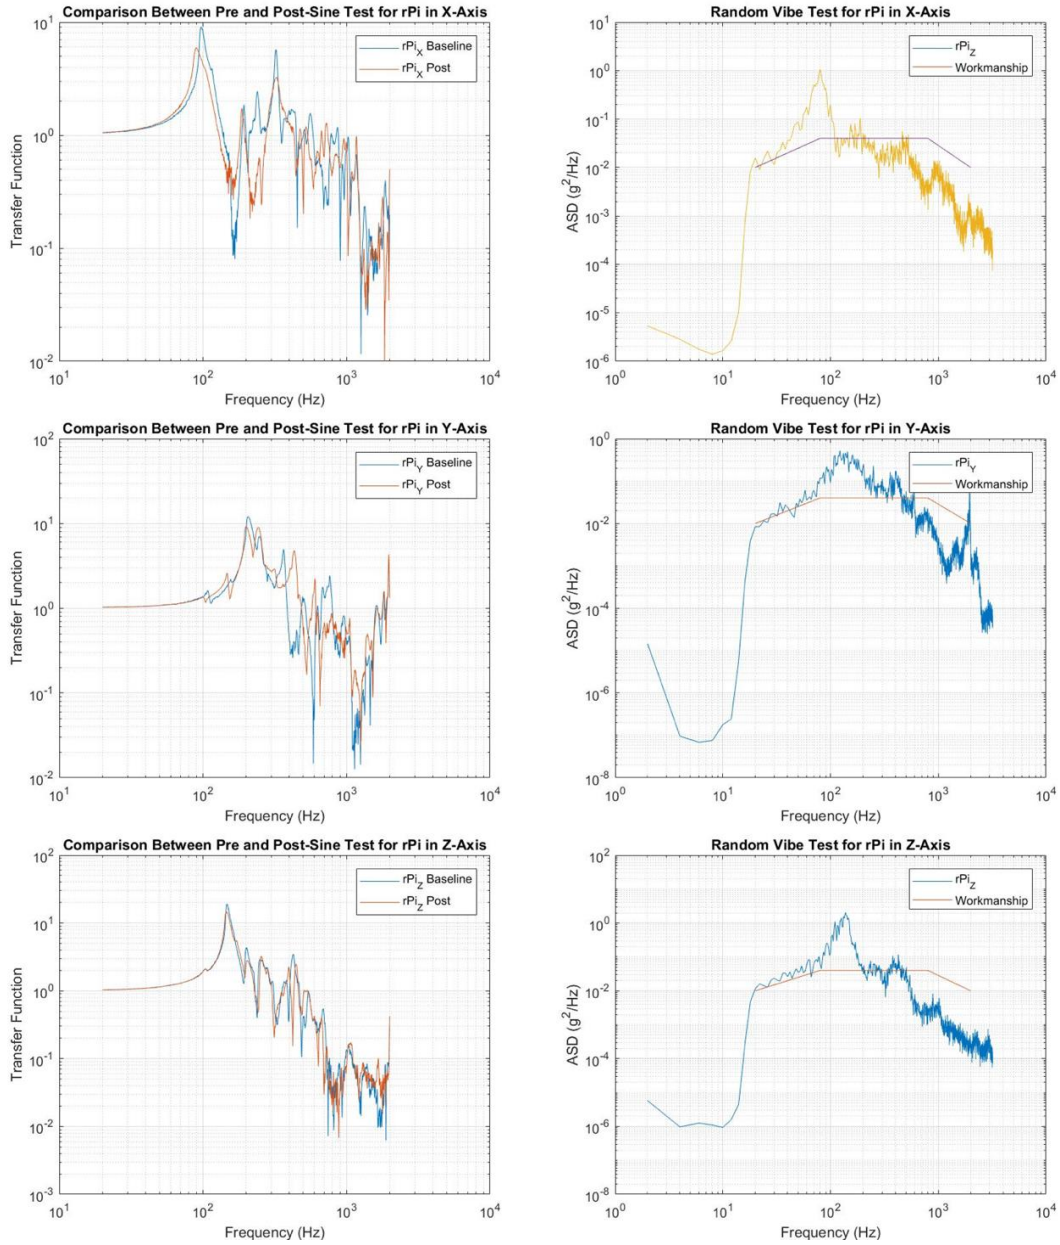 Comparison Between Pre and Post-Sine Test for rPi in X-Axis
10^1
10^0
10^-1
10^-2
Transfer Function
rPi_X Baseline
rPi_X Post
10^1 10^2 10^3 10^4
Frequency (Hz)
Random Vibe Test for rPi in X-Axis
10^1
10^0
10^-1
10^-2
10^-3
10^-4
10^-5
10^-6
ASD (g^2/Hz)
rPi_Z
Workmanship
10^0 10^1 10^2 10^3 10^4
Frequency (Hz)
Comparison Between Pre and Post-Sine Test for rPi in Y-Axis
10^2
10^1
10^0
10^-1
10^-2
Transfer Function
rPi_Y Baseline
rPi_Y Post
10^1 10^2 10^3 10^4
Frequency (Hz)
Random Vibe Test for rPi in Y-Axis
10^0
10^-2
10^-4
10^-6
10^-8
ASD (g^2/Hz)
rPi_Y
Workmanship
10^0 10^1 10^2 10^3 10^4
Frequency (Hz)
Comparison Between Pre and Post-Sine Test for rPi in Z-Axis
10^2
10^1
10^0
10^-1
10^-2
10^-3
Transfer Function
rPi_Z Baseline
rPi_Z Post
10^1 10^2 10^3 10^4
Frequency (Hz)
Random Vibe Test for rPi in Z-Axis
10^2
10^0
10^-2
10^-4
10^-6
10^-8
ASD (g^2/Hz)
rPi_Z
Workmanship
10^0 10^1 10^2 10^3 10^4
Frequency (Hz)